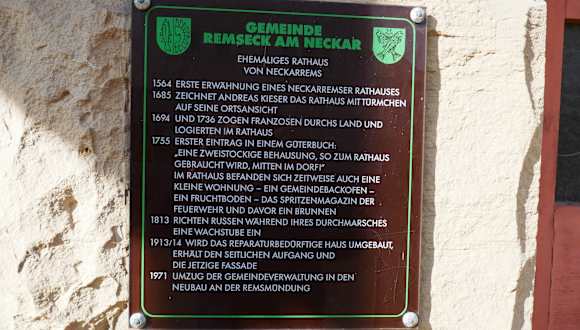 GEMEINDE
REMSECK AM NECKAR
EHEMALIGES RATHAUS
VON NECKARREMS
1564 ERSTE ERWÄHNUNG EINES NECKARREMSER RATHAUSES
1685 ZEICHNET ANDREAS KIESER DAS RATHAUS MIT TÜRMCHEN
AUF SEINE ORTSANSICHT
1694 UND 1736 ZOGEN FRANZOSEN DURCHS LAND UND
LOGIERTEN IM RATHAUS
1755 ERSTER EINTRAG IN EINEM GÜTERBUCH:
„EINE ZWEISTOCKIGE BEHAUSUNG, SO ZUM RATHAUS
GEBRAUCHT WIRD, MITTEN IM DORF!"
IM RATHAUS BEFANDEN SICH ZEITWEISE AUCH EINE
KLEINE WOHNUNG – EIN GEMEINDEBACKOFEN –
EIN FRUCHTBODEN – DAS SPRITZENMAGAZIN DER
FEUERWEHR UND DAVOR EIN BRUNNEN
1813 RICHTEN RUSSEN WÄHREND IHRES DURCHMARSCHES
EINE WACHSTUBE EIN
1913/14 WIRD DAS REPARATURBEDÜRFTIGE HAUS UMGEBAUT,
ERHÄLT DEN SEITLICHEN AUFGANG UND
DIE JETZIGE FASSADE
1971 UMZUG DER GEMEINDEVERWALTUNG IN DEN
NEUBAU AN DER REMSMÜNDUNG